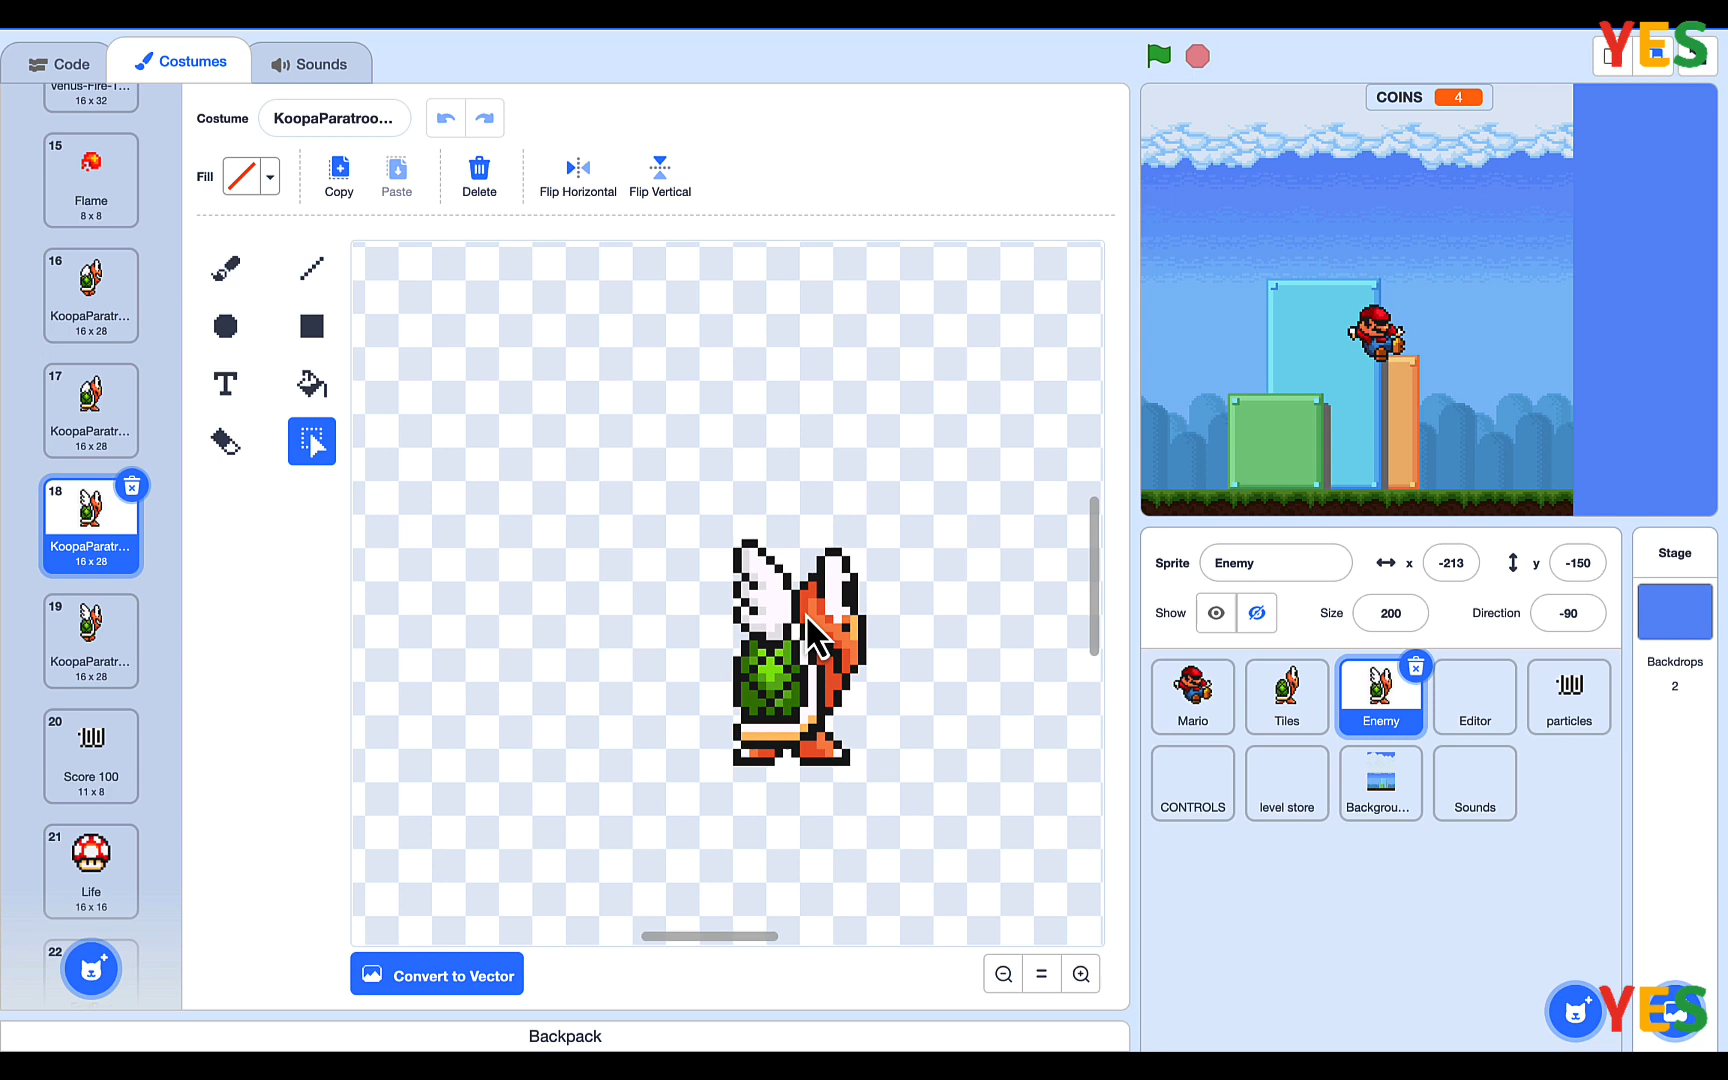 YES
Code
Costumes
Sounds
Venus-Fire-T...
16 x 32
15
Flame
8 x 8
16
KoopaParatr...
16 x 28
17
KoopaParatr...
16 x 28
18
KoopaParatr...
16 x 28
19
KoopaParatr...
16 x 28
20
Score 100
11 x 8
21
Life
16 x 16
22
Costume
KoopaParatroo...
Fill
Copy
Paste
Delete
Flip Horizontal
Flip Vertical
T
Convert to Vector
=
Backpack
COINS 4
Sprite
Enemy
x
-213
y
-150
Show
Size
200
Direction
-90
Stage
Backdrops
2
Mario
Tiles
Enemy
Editor
particles
CONTROLS
level store
Backgrou...
Sounds
YES